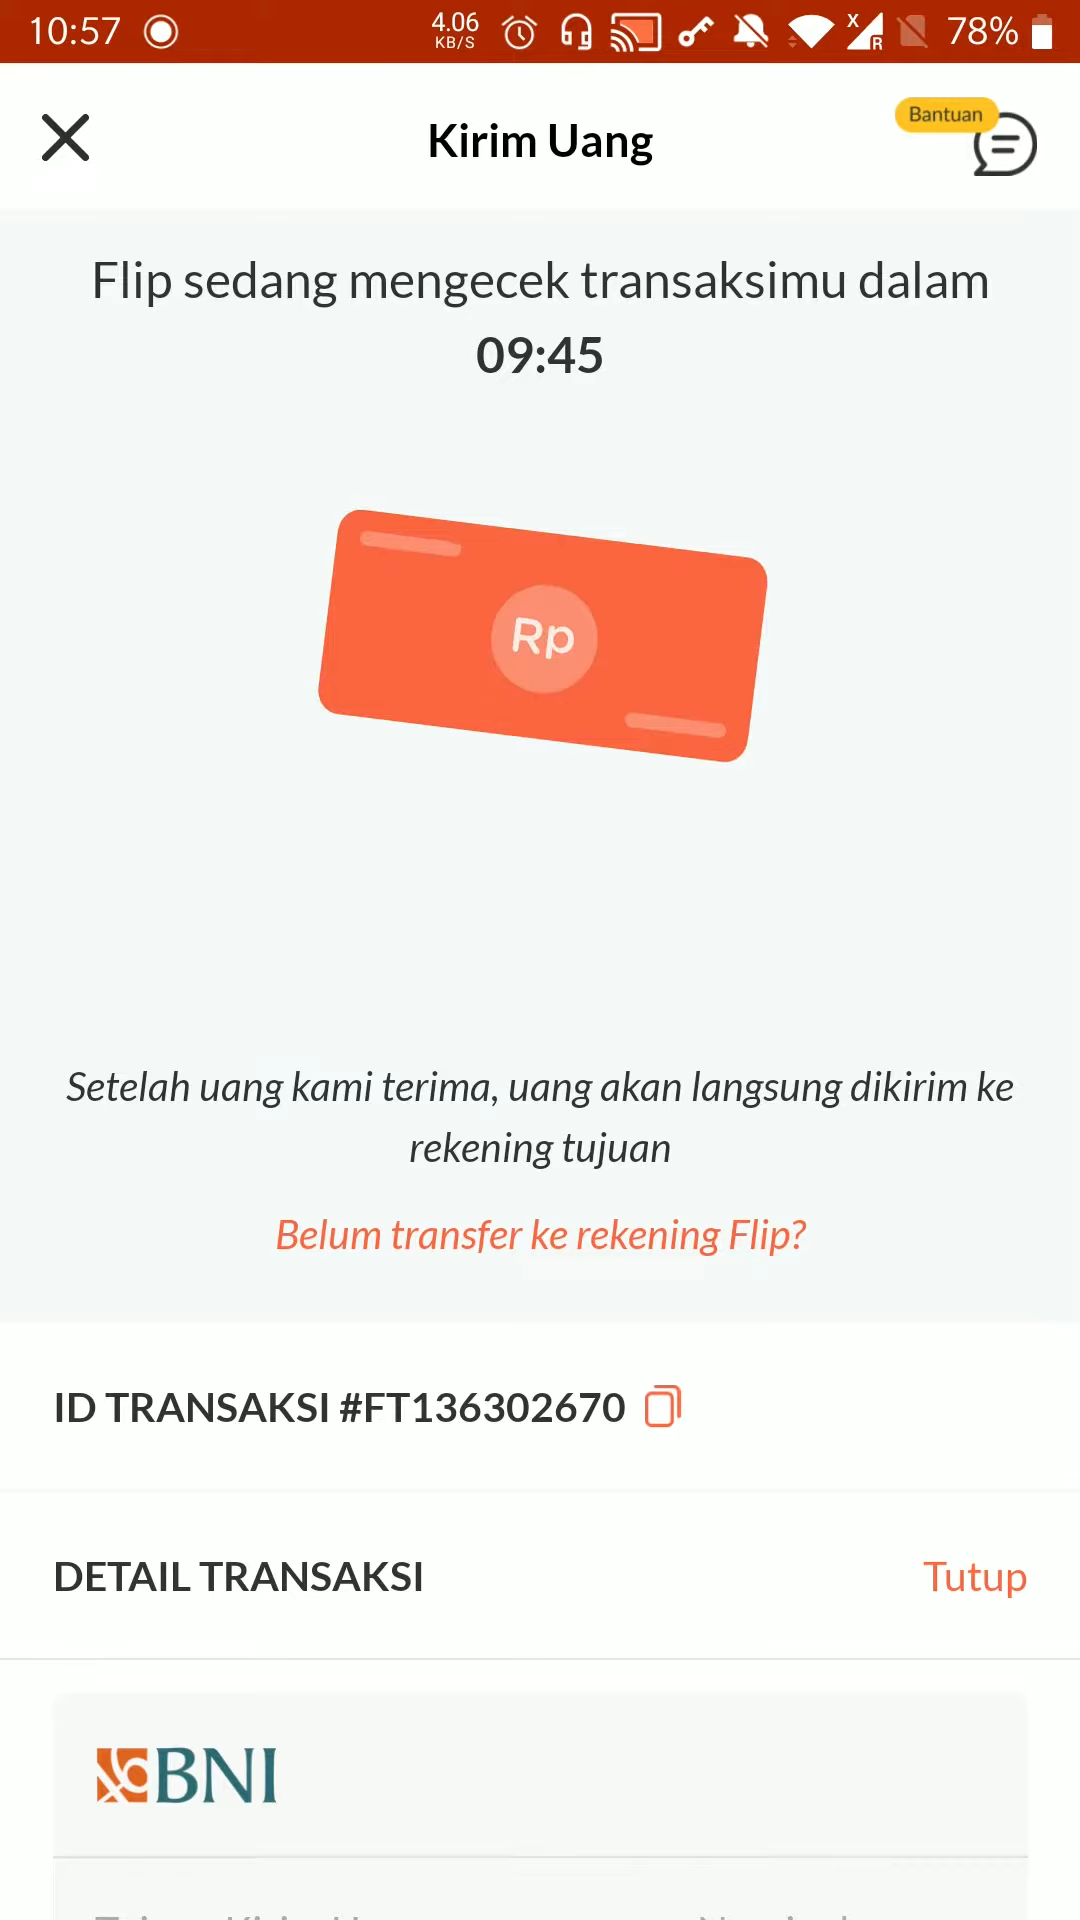 10:57 4.06 KB/S X R 78%
Kirim Uang
Bantuan
Flip sedang mengecek transaksimu dalam
09:45
Rp
Setelah uang kami terima, uang akan langsung dikirim ke
rekening tujuan
Belum transfer ke rekening Flip?
ID TRANSAKSI #FT136302670
DETAIL TRANSAKSI
Tutup
BNI